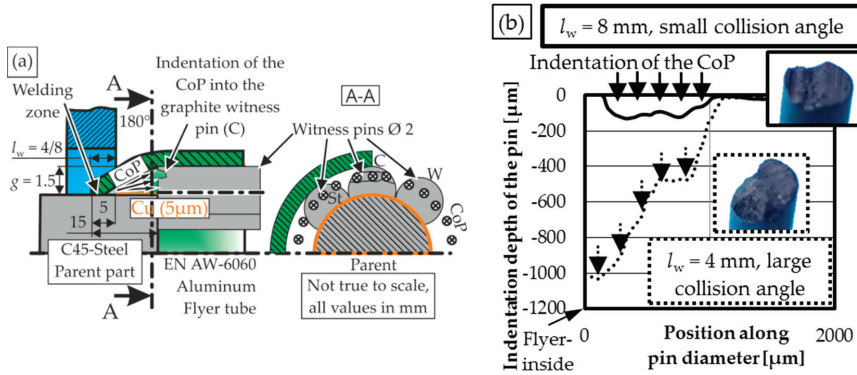 (a)
A
Indentation of the
CoP into the
graphite witness
pin (C)
Welding
zone
180°
A-A
l_w = 4/8
Witness pins Ø 2
CoP
C
W
g = 1.5
St
5
Cu (5µm)
CoP
15
C45-Steel
Parent part
EN AW-6060
Aluminum
Flyer tube
Parent
Not true to scale,
all values in mm
A
(b)
l_w = 8 mm, small collision angle
Indentation of the CoP
Indentation depth of the pin [µm]
0
-200
-400
-600
-800
-1000
-1200
l_w = 4 mm, large
collision angle
0
2000
Position along
pin diameter [µm]
Flyer-
inside